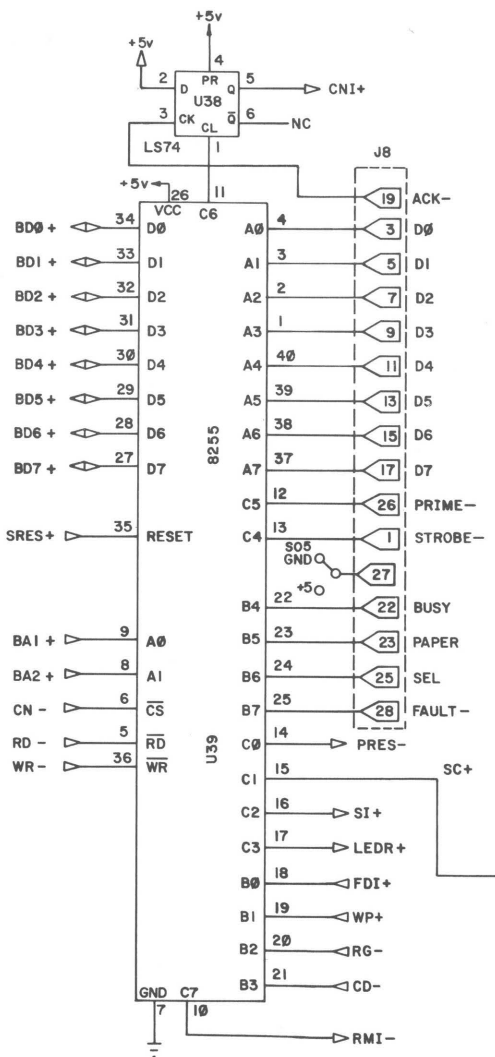 +5v
+5v
4
2 D PR Q 5 CNI+
U38
3 CK CL Q 6 NC
LS74 1
J8
+5v
26 11
VCC C6
19 ACK-
BD0+ 34 D0 A0 4 3 DØ
BD1+ 33 D1 A1 3 5 D1
BD2+ 32 D2 A2 2 7 D2
BD3+ 31 D3 A3 1 9 D3
BD4+ 30 D4 A4 40 11 D4
BD5+ 29 D5 A5 39 13 D5
BD6+ 28 D6 A6 38 15 D6
BD7+ 27 D7 A7 37 17 D7
8255
C5 12 26 PRIME-
SRES+ 35 RESET C4 13 1 STROBE-
SO5
GND
27
+5
B4 22 22 BUSY
BA1+ 9 A0 B5 23 23 PAPER
BA2+ 8 A1 B6 24 25 SEL
CN- 6 CS B7 25 28 FAULT-
RD- 5 RD C0 14 PRES-
WR- 36 WR
U39
C1 15 SC+
C2 16 SI+
C3 17 LEDR+
B0 18 FDI+
B1 19 WP+
B2 20 RG-
B3 21 CD-
GND C7
7 10
RMI-